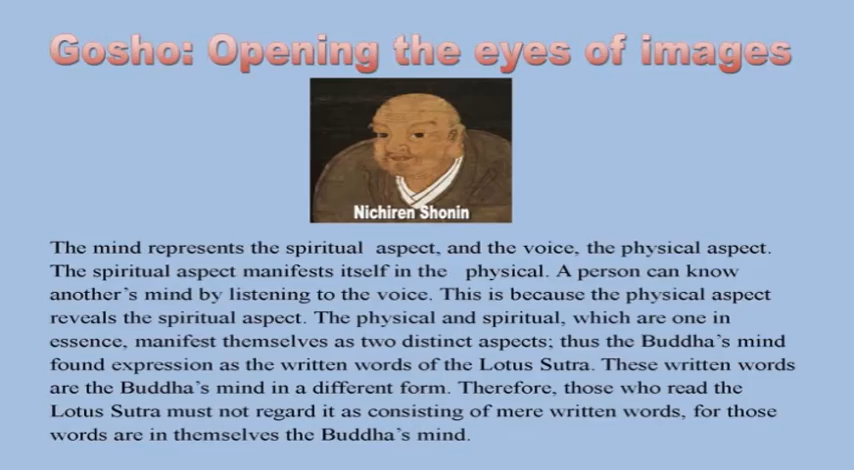 Gosho: Opening the eyes of images
Nichiren Shonin
The mind represents the spiritual aspect, and the voice, the physical aspect.
The spiritual aspect manifests itself in the physical. A person can know
another's mind by listening to the voice. This is because the physical aspect
reveals the spiritual aspect. The physical and spiritual, which are one in
essence, manifest themselves as two distinct aspects; thus the Buddha's mind
found expression as the written words of the Lotus Sutra. These written words
are the Buddha's mind in a different form. Therefore, those who read the
Lotus Sutra must not regard it as consisting of mere written words, for those
words are in themselves the Buddha's mind.